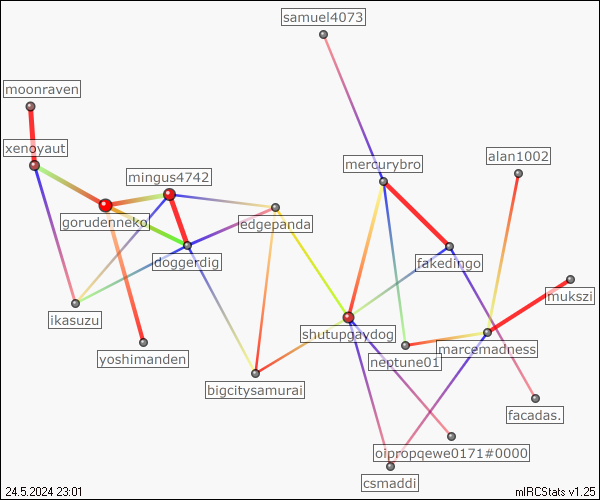 samuel4073
moonraven
xenoyaut
mercurybro
alan1002
mingus4742
gorudenneko
edgepanda
doggerdig
fakedingo
mukszi
ikasuzu
shutupgaydog
yoshimanden
neptune01
marcemadness
bigcitysamurai
facadas.
oipropqewe0171#0000
csmaddi
24.5.2024 23:01
mIRCStats v1.25